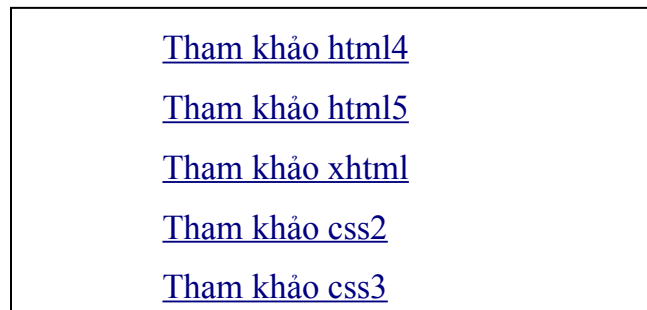 Tham khảo html4
Tham khảo html5
Tham khảo xhtml
Tham khảo css2
Tham khảo css3